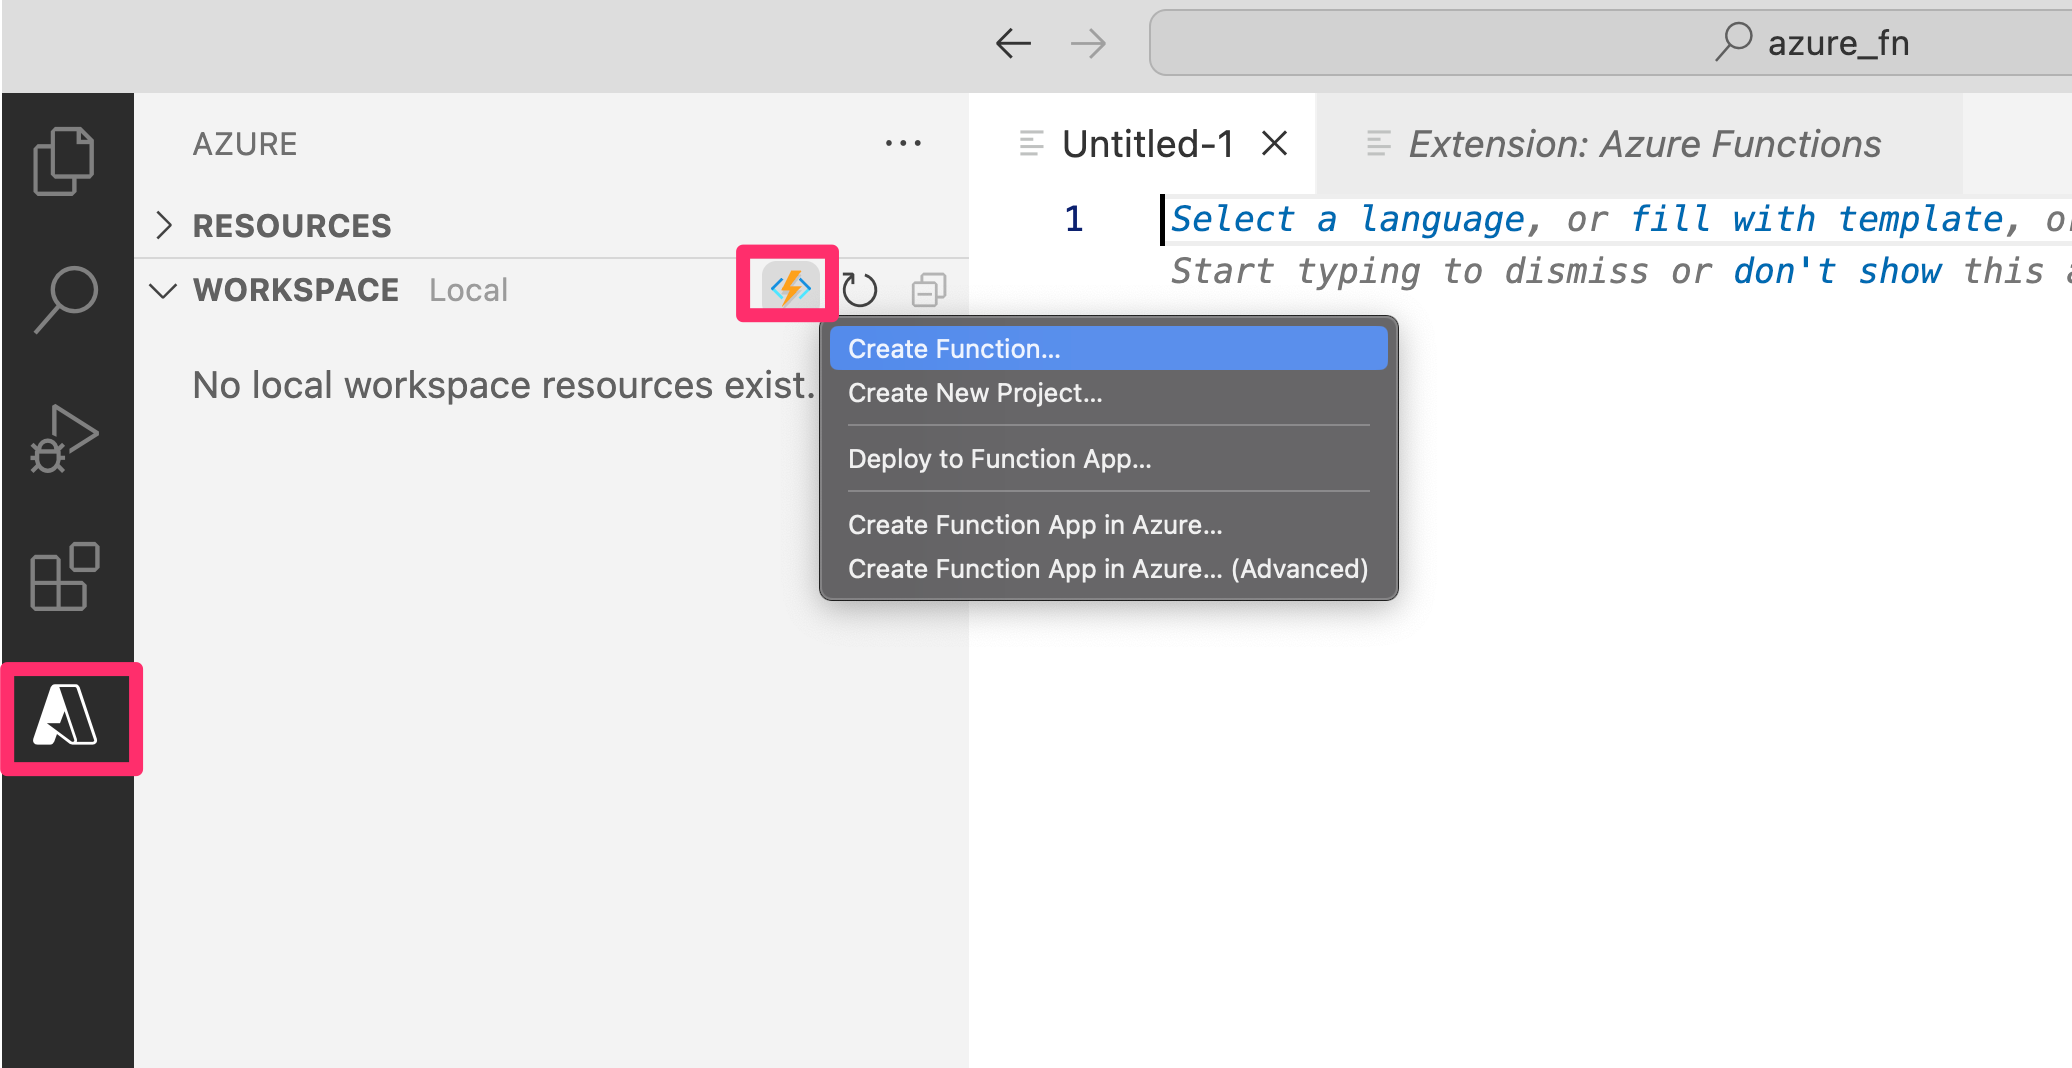 azure_fn
AZURE
RESOURCES
WORKSPACE Local
No local workspace resources exist.
Create Function...
Create New Project...
Deploy to Function App...
Create Function App in Azure...
Create Function App in Azure... (Advanced)
Untitled-1
Extension: Azure Functions
1
Select a language, or fill with template, or
Start typing to dismiss or don't show this